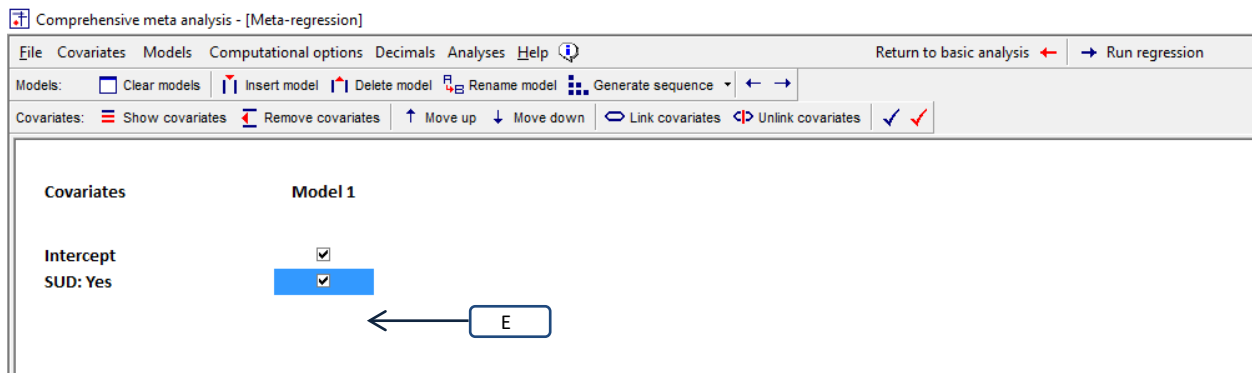 Comprehensive meta analysis - [Meta-regression]
File Covariates Models Computational options Decimals Analyses Help Return to basic analysis Run regression
Models: Clear models Insert model Delete model Rename model Generate sequence
Covariates: Show covariates Remove covariates Move up Move down Link covariates Unlink covariates
Covariates Model 1
Intercept
SUD: Yes
E